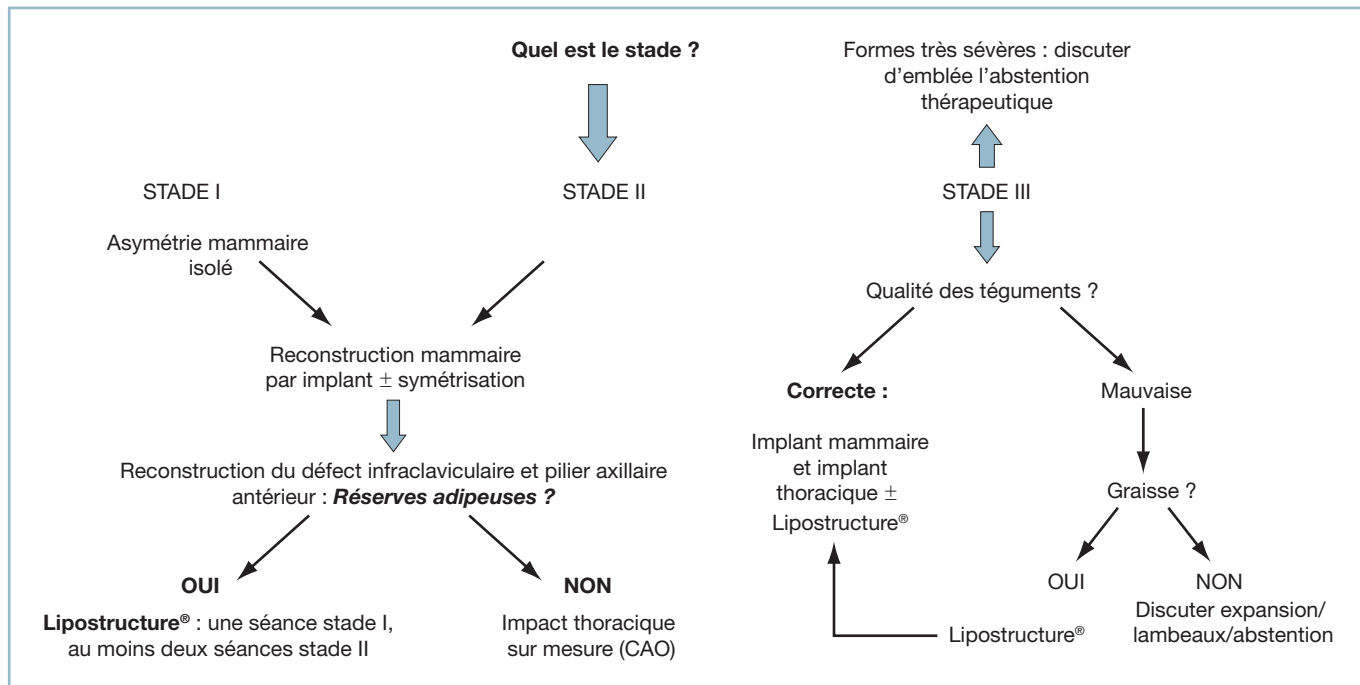 Quel est le stade ?
STADE I
STADE II
Asymétrie mammaire
isolé
Reconstruction mammaire
par implant ± symétrisation
Reconstruction du défect infraclaviculaire et pilier axillaire
antérieur : Réserves adipeuses ?
OUI
Lipostructure® : une séance stade I,
au moins deux séances stade II
NON
Impact thoracique
sur mesure (CAO)
Formes très sévères : discuter
d'emblée l'abstention
thérapeutique
STADE III
Qualité des téguments ?
Correcte :
Implant mammaire
et implant
thoracique ±
Lipostructure®
Mauvaise
Graisse ?
OUI
Lipostructure®
NON
Discuter expansion/
lambeaux/abstention